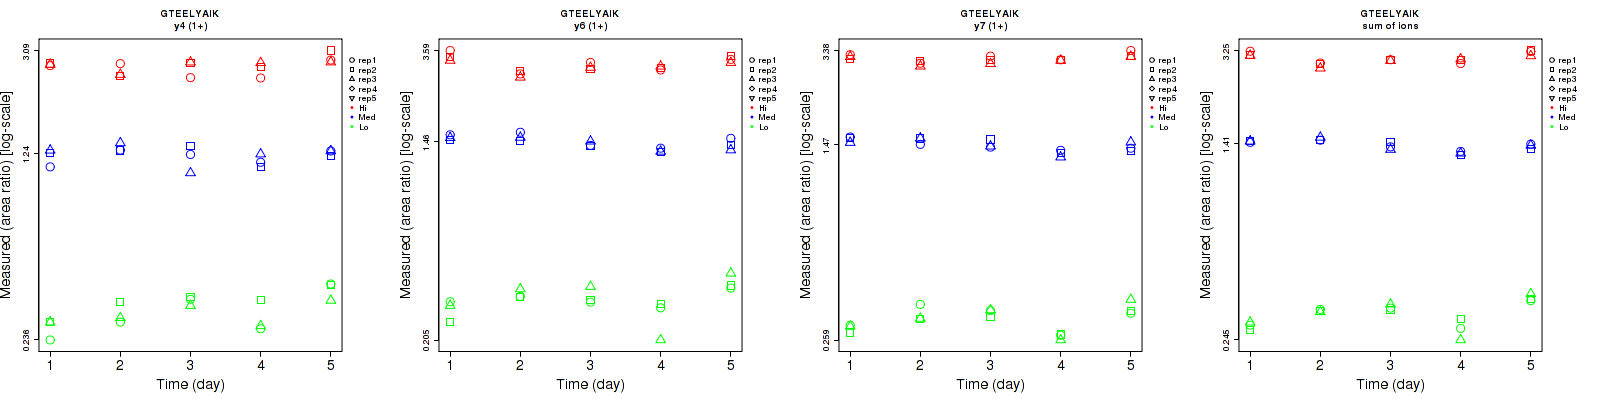 GTEELYAIK
y4 (1+)
Measured (area ratio) [log-scale]
3.09
1.24
0.236
1 2 3 4 5
Time (day)
rep1
rep2
rep3
rep4
rep5
Hi
Med
Lo
GTEELYAIK
y6 (1+)
Measured (area ratio) [log-scale]
3.59
1.48
0.205
1 2 3 4 5
Time (day)
rep1
rep2
rep3
rep4
rep5
Hi
Med
Lo
GTEELYAIK
y7 (1+)
Measured (area ratio) [log-scale]
3.38
1.47
0.259
1 2 3 4 5
Time (day)
rep1
rep2
rep3
rep4
rep5
Hi
Med
Lo
GTEELYAIK
sum of ions
Measured (area ratio) [log-scale]
3.25
1.41
0.245
1 2 3 4 5
Time (day)
rep1
rep2
rep3
rep4
rep5
Hi
Med
Lo